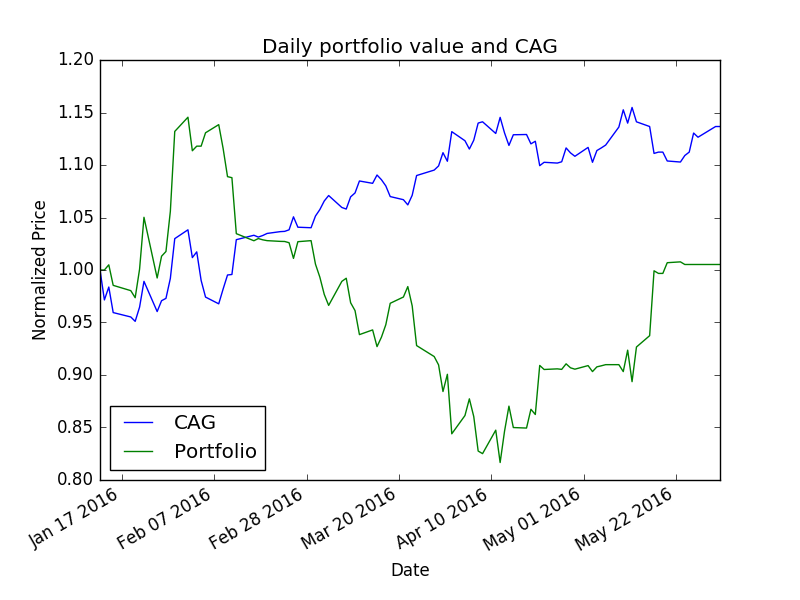 Daily portfolio value and CAG
1.20
1.15
1.10
1.05
1.00
0.95
0.90
0.85
0.80
Normalized Price
CAG
Portfolio
Jan 17 2016
Feb 07 2016
Feb 28 2016
Mar 20 2016
Apr 10 2016
May 01 2016
May 22 2016
Date